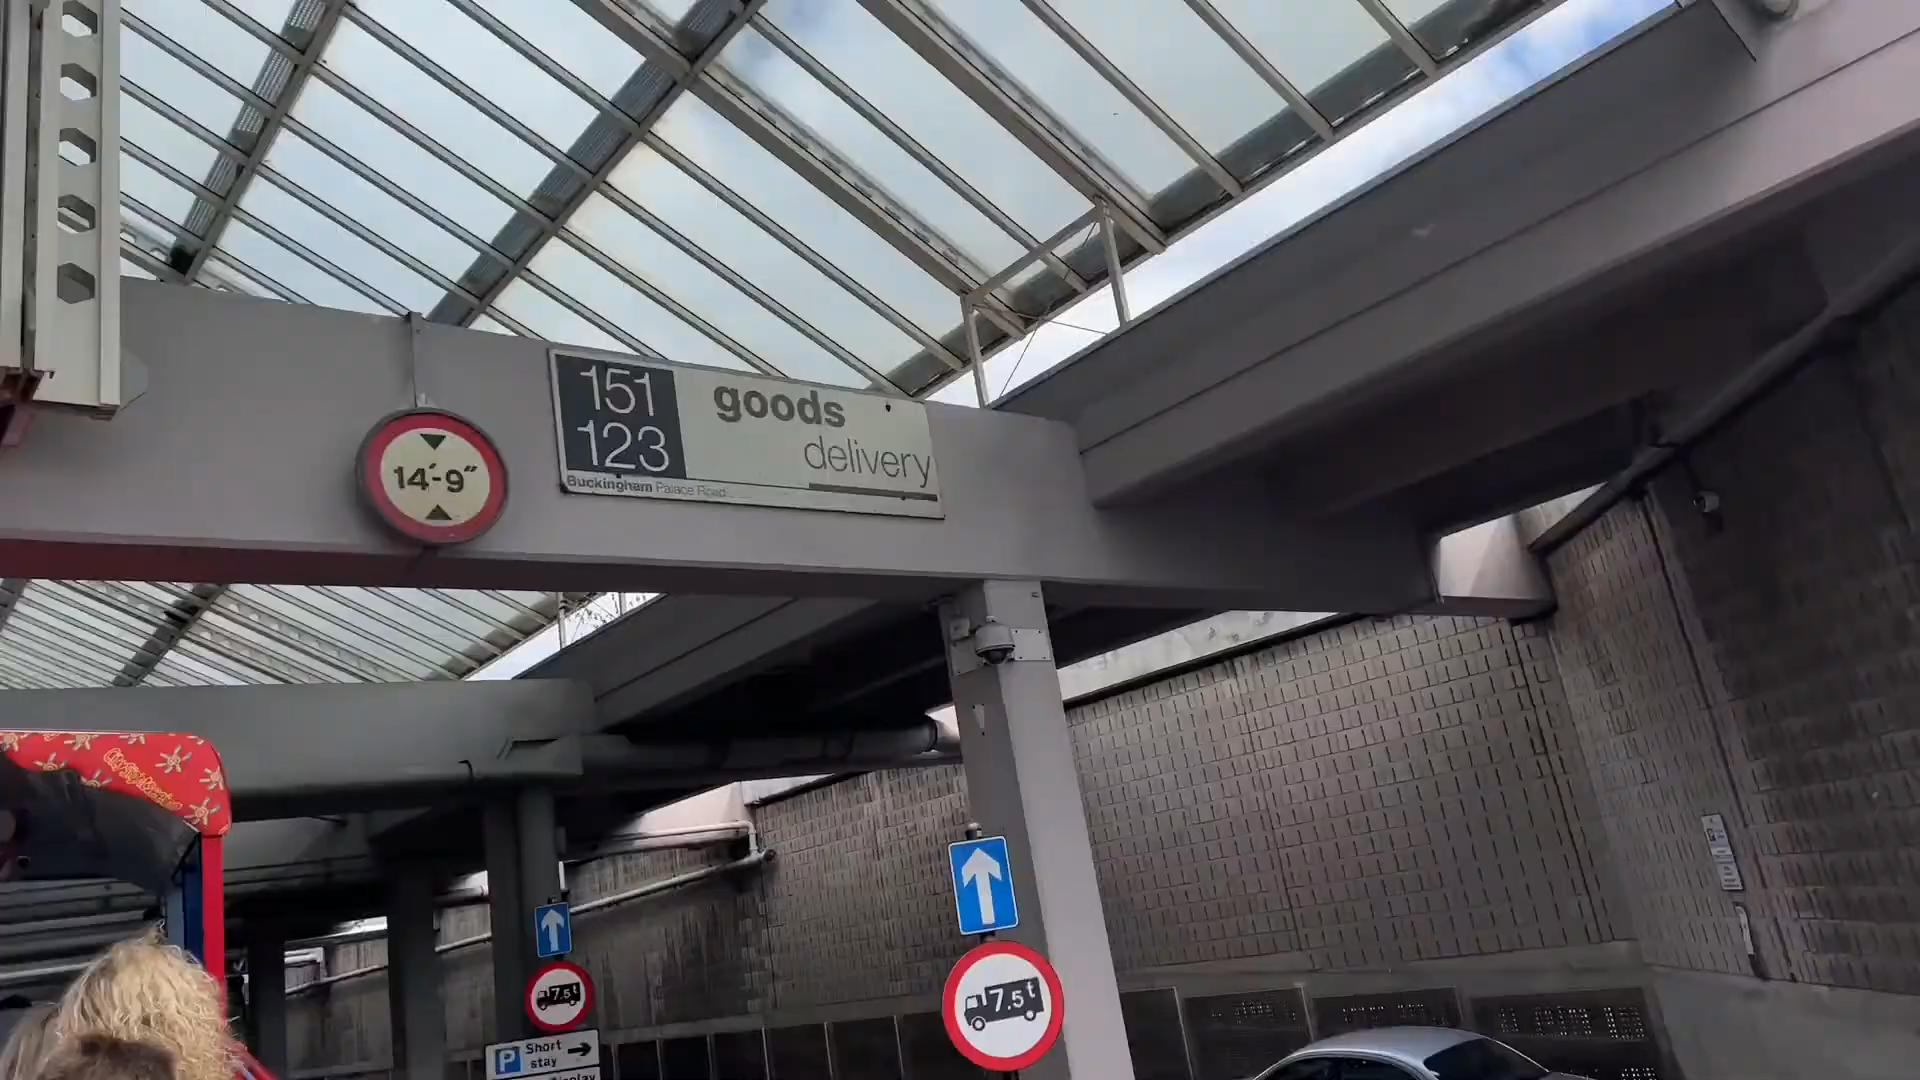 151
123
goods
delivery
Buckingham Palace Road
14'-9"
7.5t
7.5t
P Short
stay